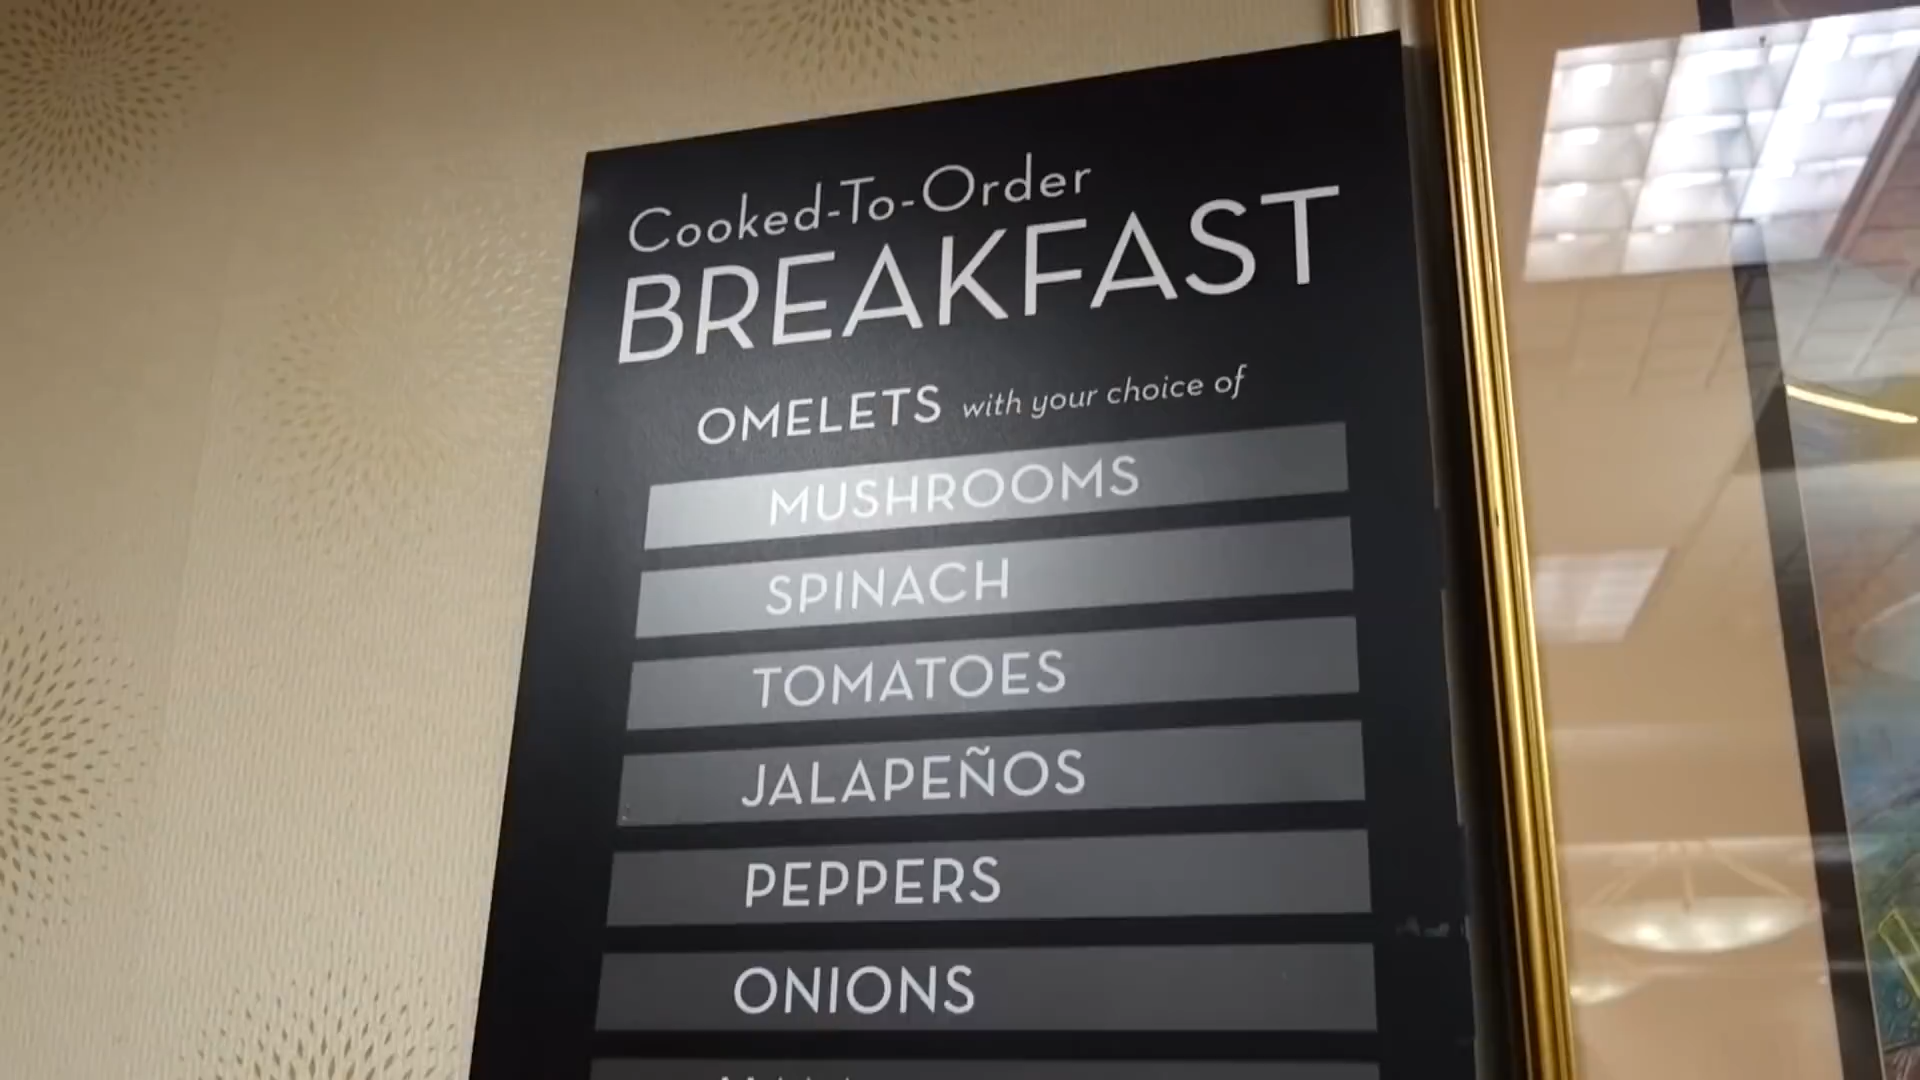 Cooked-To-Order
BREAKFAST
OMELETS with your choice of
MUSHROOMS
SPINACH
TOMATOES
JALAPEÑOS
PEPPERS
ONIONS